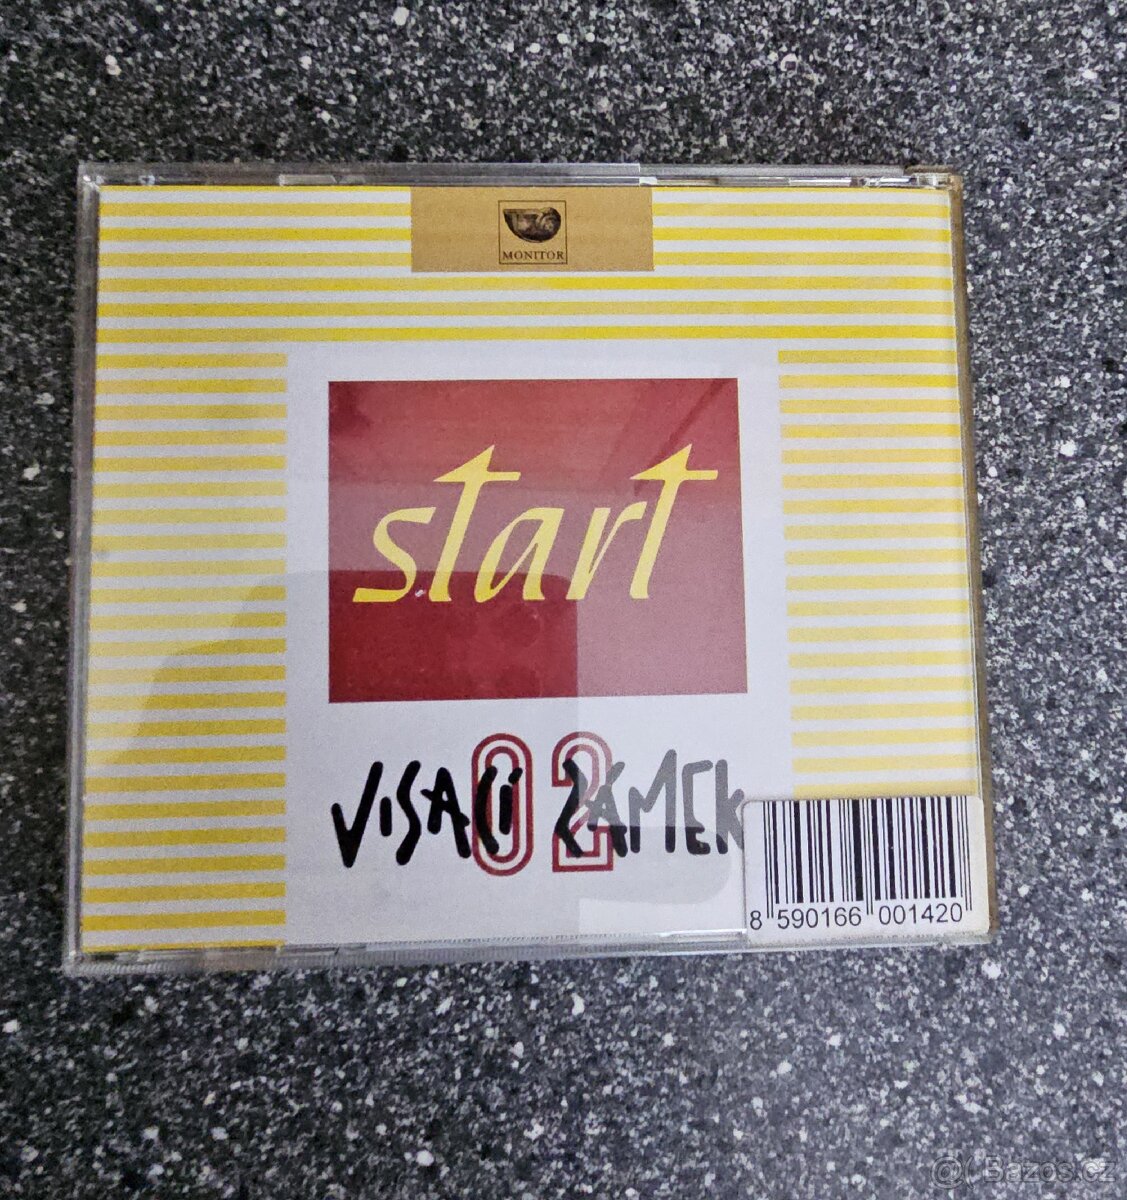 MONITOR
start
VISACÍ 02 ZÁMEK
8 590166 001420
Bazos.cz